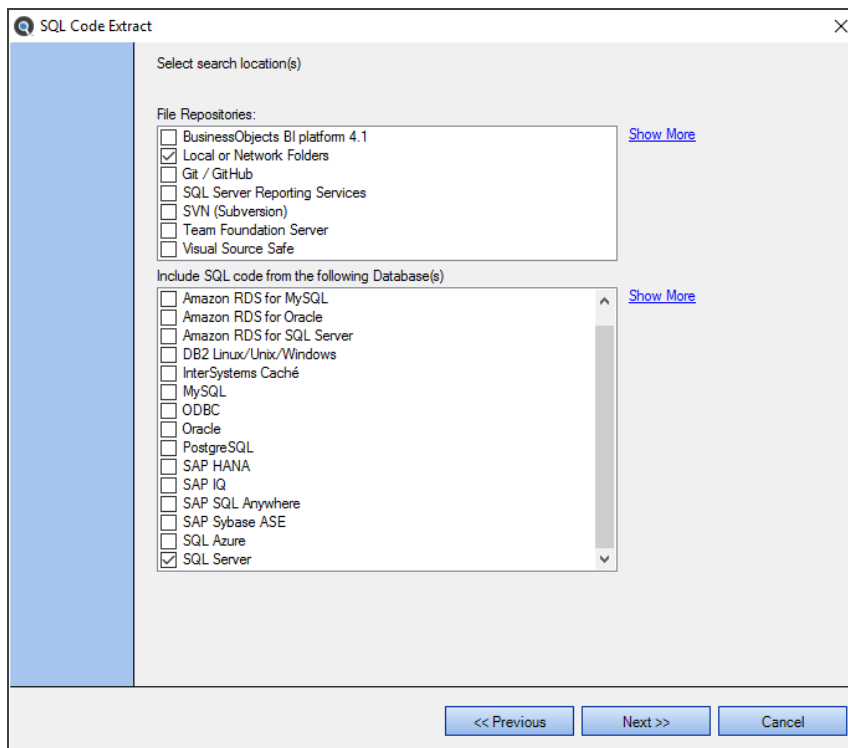 SQL Code Extract
Select search location(s)
File Repositories:
BusinessObjects BI platform 4.1
Show More
Local or Network Folders
Git / GitHub
SQL Server Reporting Services
SVN (Subversion)
Team Foundation Server
Visual Source Safe
Include SQL code from the following Database(s)
Amazon RDS for MySQL
Show More
Amazon RDS for Oracle
Amazon RDS for SQL Server
DB2 Linux/Unix/Windows
InterSystems Caché
MySQL
ODBC
Oracle
PostgreSQL
SAP HANA
SAP IQ
SAP SQL Anywhere
SAP Sybase ASE
SQL Azure
SQL Server
<< Previous
Next >>
Cancel